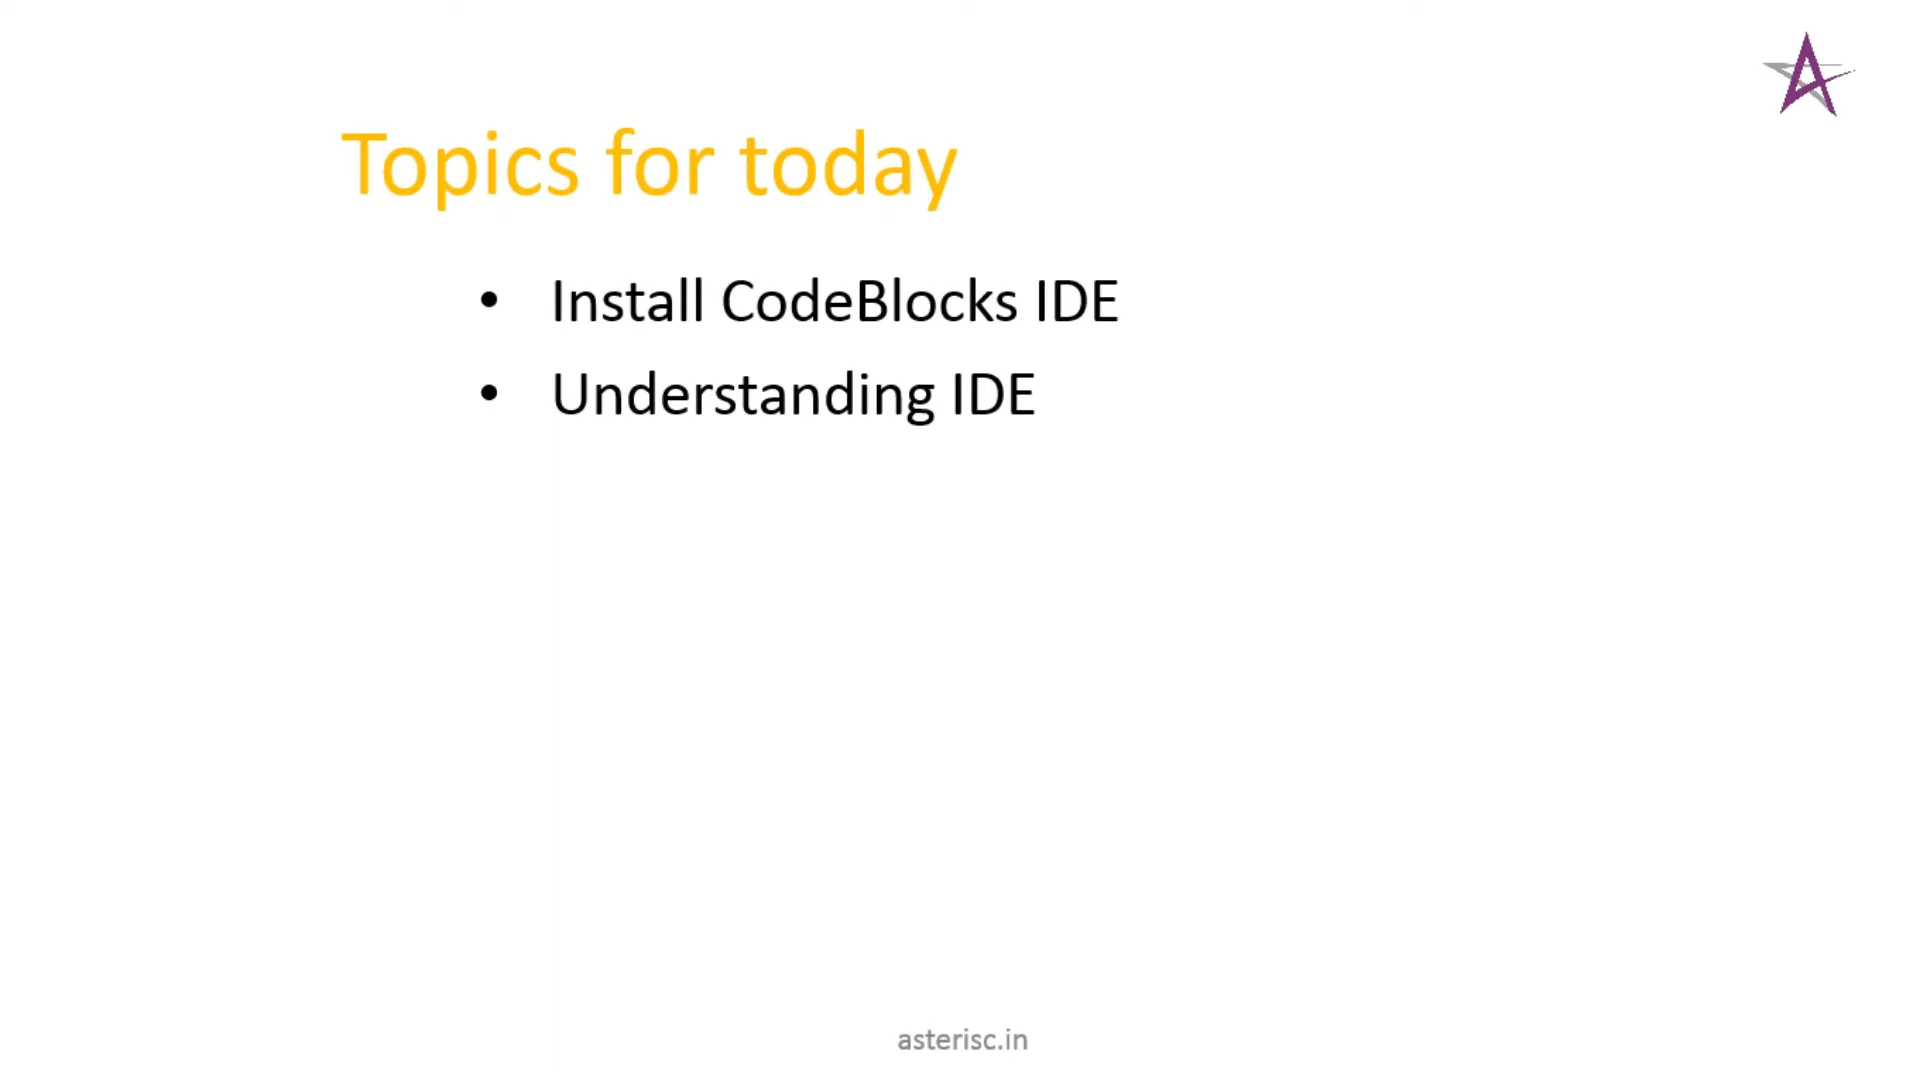 Topics for today
• Install CodeBlocks IDE
• Understanding IDE
asterisc.in